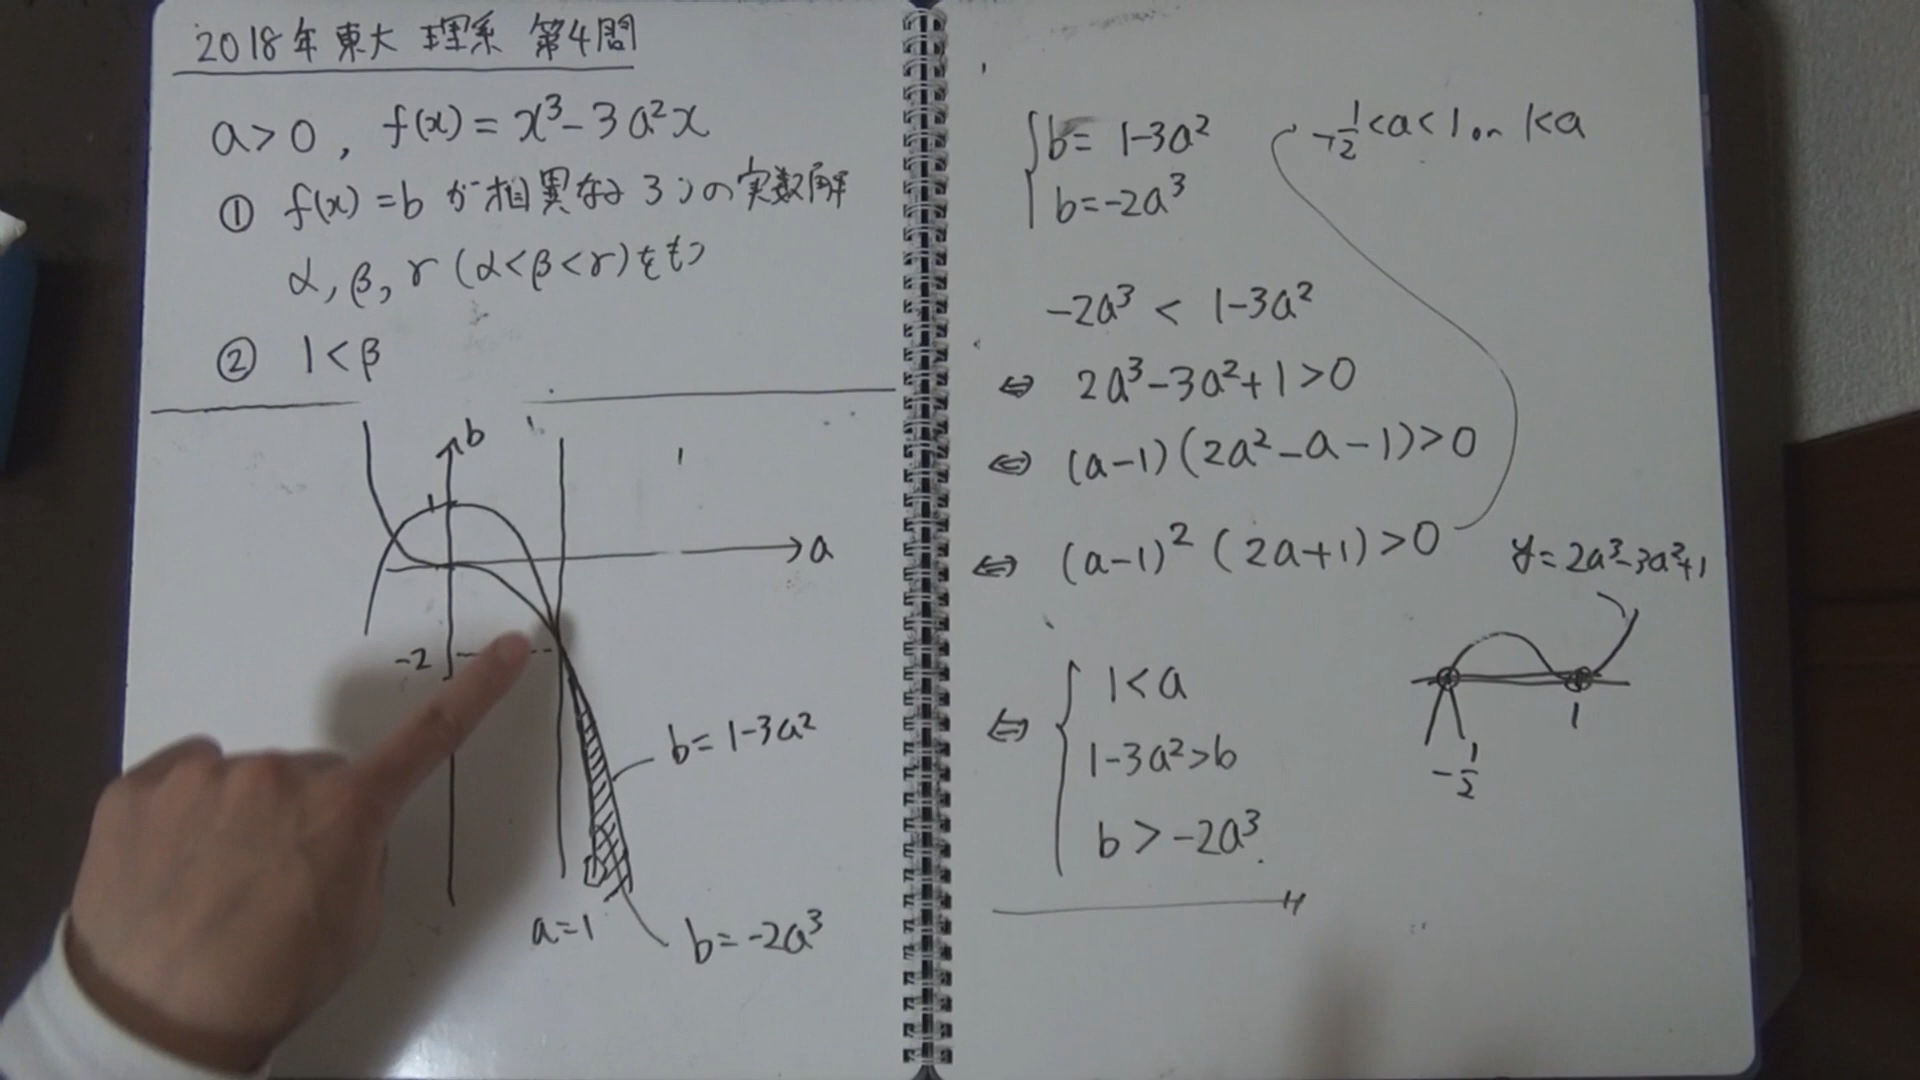 2018年 東大 理系 第4問
a>0, f(x)=x³-3a²x
① f(x)=b が相異なる3つの実数解
α, β, γ (α<β<γ)をもつ
② 1<β
b
1
a
-2
b=1-3a²
a=1
b=-2a³
b=1-3a²
-1/2<a<1 or 1<a
b=-2a³
-2a³ < 1-3a²
⇔ 2a³-3a²+1>0
⇔ (a-1)(2a²-a-1)>0
⇔ (a-1)²(2a+1)>0
y=2a³-3a²+1
1
-1/2
⇔ { 1<a
1-3a²>b
b>-2a³.